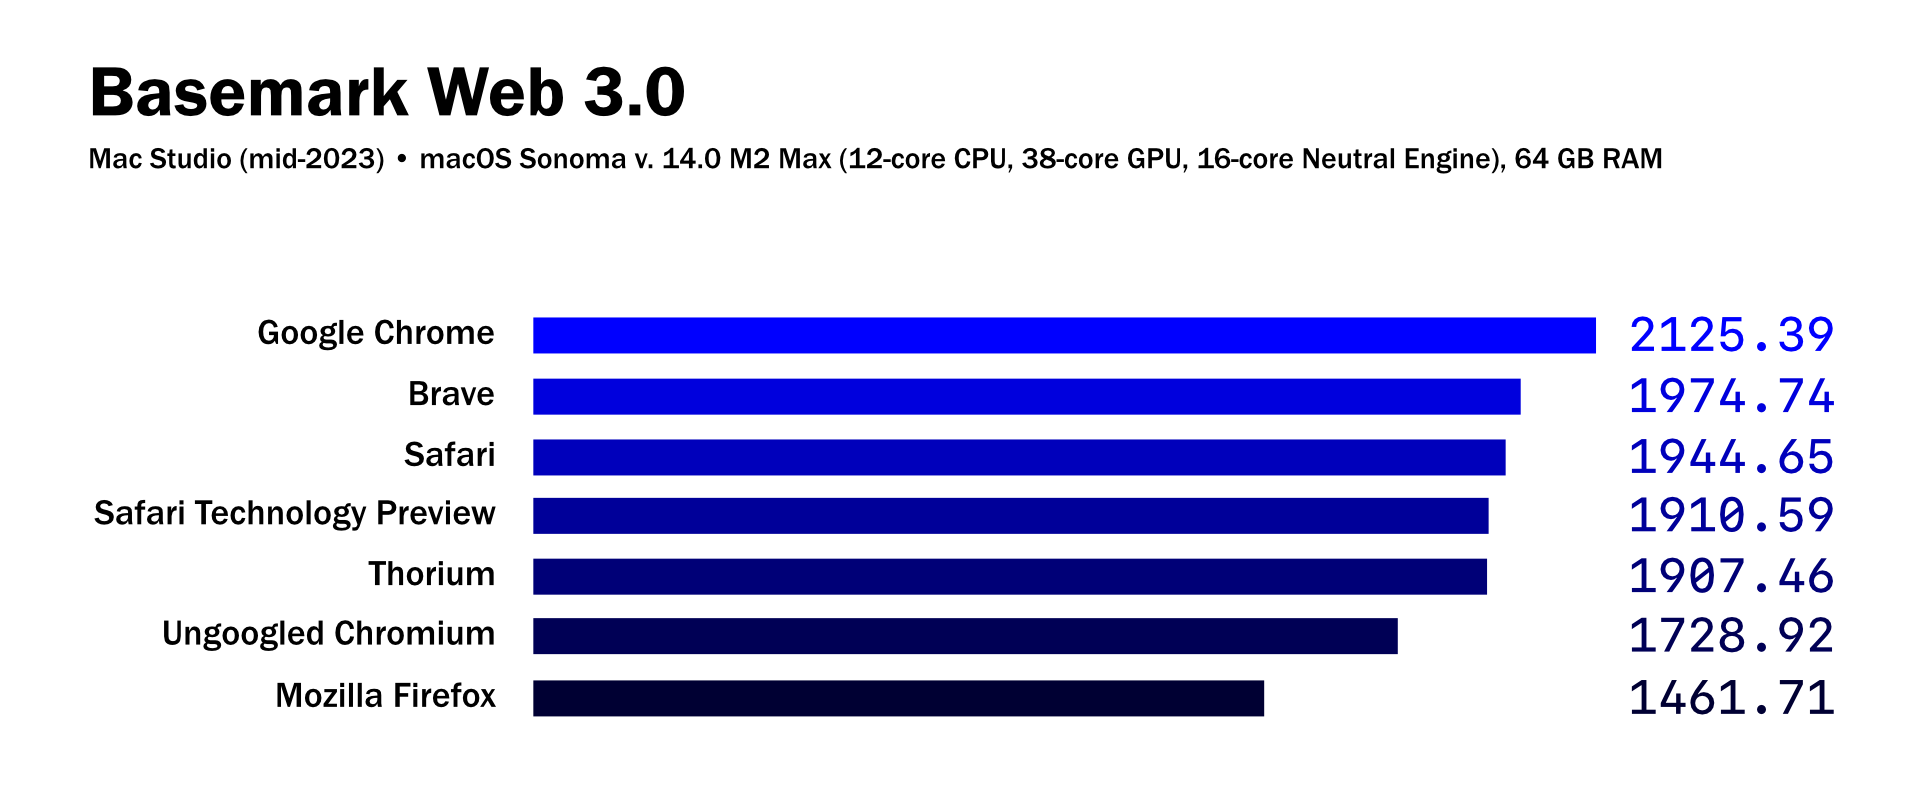 Basemark Web 3.0
Mac Studio (mid-2023) • macOS Sonoma v. 14.0 M2 Max (12-core CPU, 38-core GPU, 16-core Neutral Engine), 64 GB RAM
Google Chrome 2125.39
Brave 1974.74
Safari 1944.65
Safari Technology Preview 1910.59
Thorium 1907.46
Ungoogled Chromium 1728.92
Mozilla Firefox 1461.71